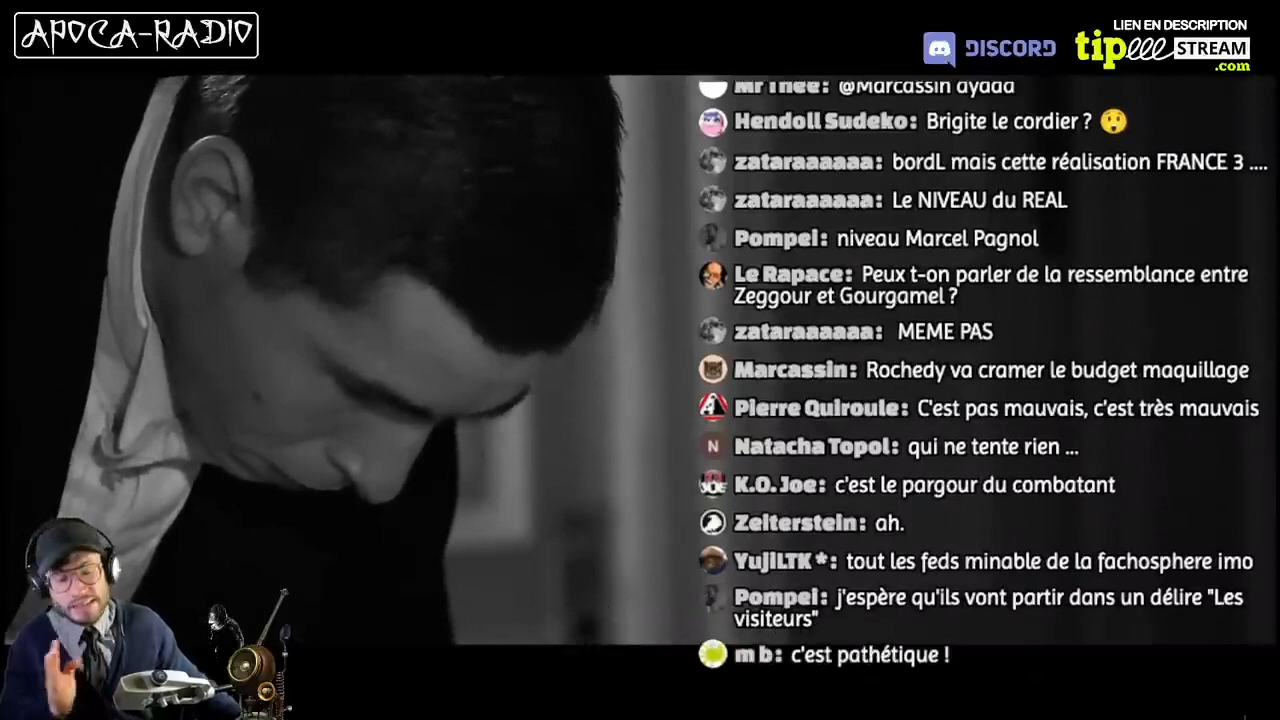 APOCA-RADIO
LIEN EN DESCRIPTION
DISCORD
tipeee STREAM
.com
Mr Thee: @Marcassin ayaaa
Hendoll Sudeko: Brigite le cordier ? 😲
zataraaaaaa: bordL mais cette réalisation FRANCE 3 ....
zataraaaaaa: Le NIVEAU du REAL
Pompei: niveau Marcel Pagnol
Le Rapace: Peux t-on parler de la ressemblance entre
Zeggour et Gourgamel ?
zataraaaaaa: MEME PAS
Marcassin: Rochedy va cramer le budget maquillage
Pierre Quiroule: C'est pas mauvais, c'est très mauvais
N Natacha Topol: qui ne tente rien ...
K.O. Joe: c'est le pargour du combatant
Zeiterstein: ah.
YujiLTK *: tout les feds minable de la fachosphere imo
Pompei: j'espère qu'ils vont partir dans un délire "Les
visiteurs"
m b: c'est pathétique !